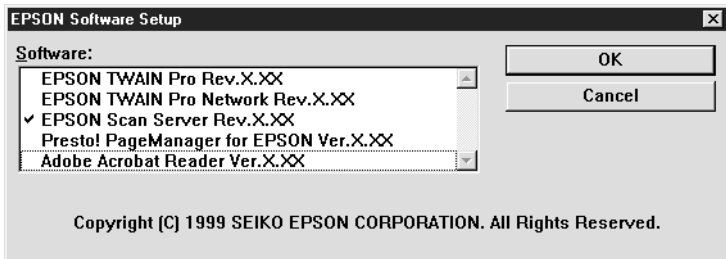 EPSON Software Setup
Software:
OK
EPSON TWAIN Pro Rev.X.XX
EPSON TWAIN Pro Network Rev.X.XX
Cancel
✔ EPSON Scan Server Rev.X.XX
Presto! PageManager for EPSON Ver.X.XX
Adobe Acrobat Reader Ver.X.XX
Copyright (C) 1999 SEIKO EPSON CORPORATION. All Rights Reserved.